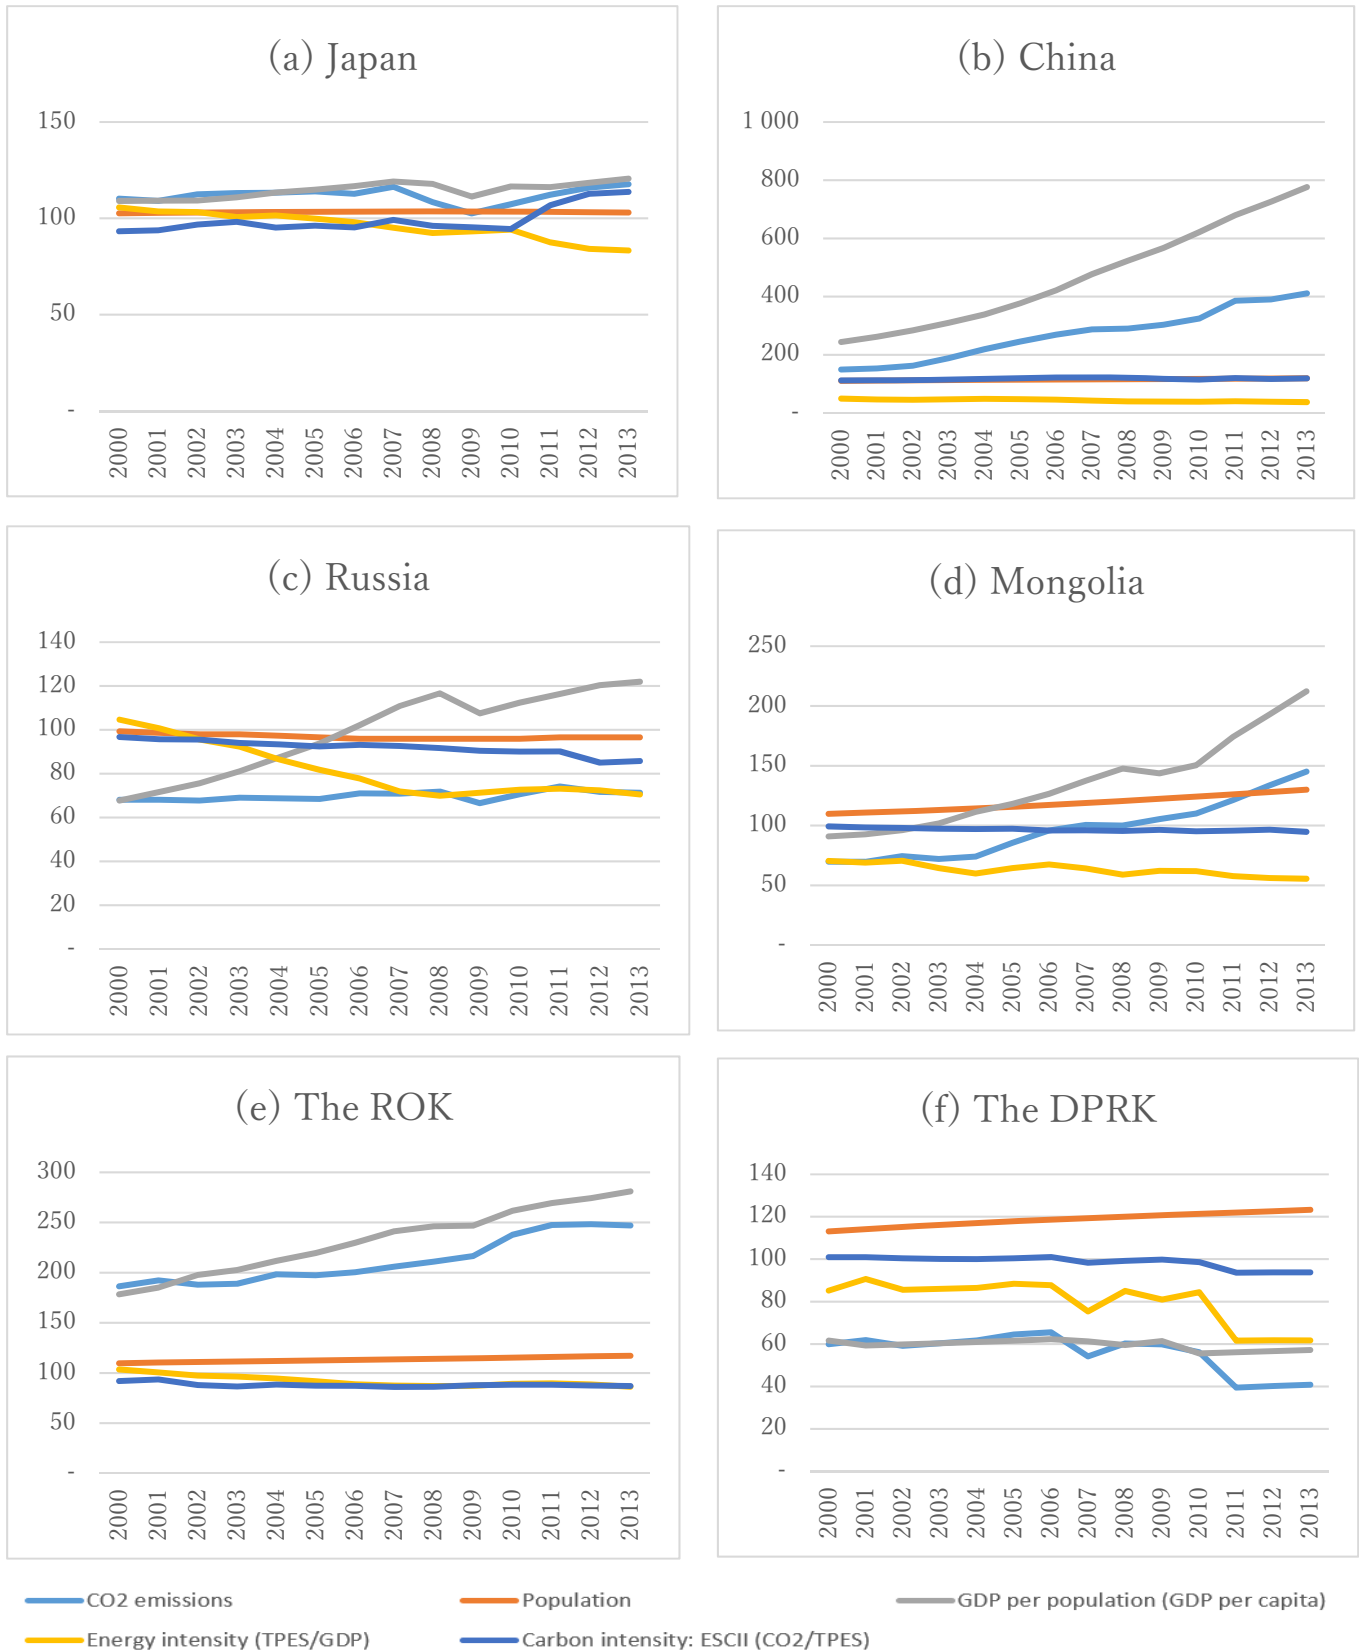 (a) Japan
150
100
50
-
2000 2001 2002 2003 2004 2005 2006 2007 2008 2009 2010 2011 2012 2013
(b) China
1 000
800
600
400
200
-
2000 2001 2002 2003 2004 2005 2006 2007 2008 2009 2010 2011 2012 2013
(c) Russia
140
120
100
80
60
40
20
-
2000 2001 2002 2003 2004 2005 2006 2007 2008 2009 2010 2011 2012 2013
(d) Mongolia
250
200
150
100
50
-
2000 2001 2002 2003 2004 2005 2006 2007 2008 2009 2010 2011 2012 2013
(e) The ROK
300
250
200
150
100
50
-
2000 2001 2002 2003 2004 2005 2006 2007 2008 2009 2010 2011 2012 2013
(f) The DPRK
140
120
100
80
60
40
20
-
2000 2001 2002 2003 2004 2005 2006 2007 2008 2009 2010 2011 2012 2013
CO2 emissions Population GDP per population (GDP per capita)
Energy intensity (TPES/GDP) Carbon intensity: ESCII (CO2/TPES)